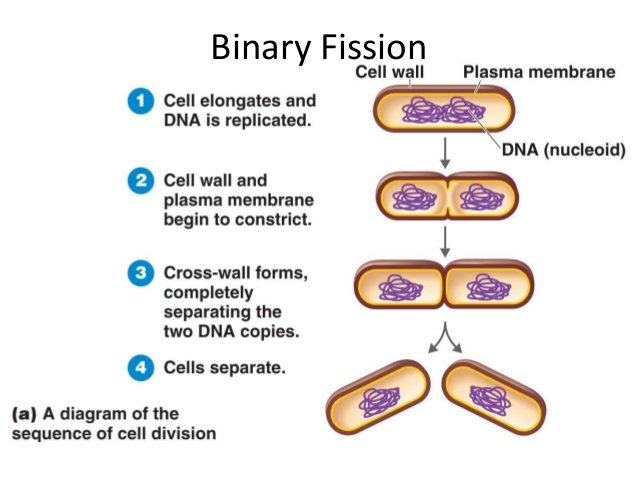 Binary Fission
Cell wall
Plasma membrane
1 Cell elongates and
DNA is replicated.
DNA (nucleoid)
2 Cell wall and
plasma membrane
begin to constrict.
3 Cross-wall forms,
completely
separating the
two DNA copies.
4 Cells separate.
(a) A diagram of the
sequence of cell division